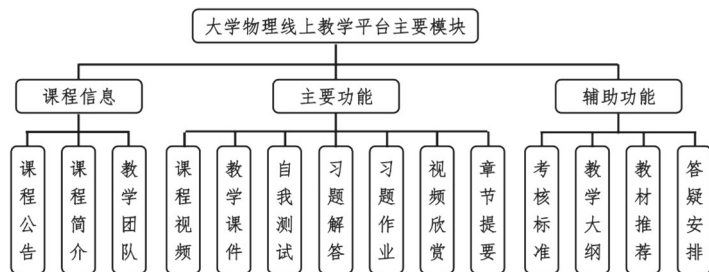 大学物理线上教学平台主要模块
课程信息
主要功能
辅助功能
课程公告
课程简介
教学团队
课程视频
教学课件
自我测试
习题解答
习题作业
视频欣赏
章节提要
考核标准
教学大纲
教材推荐
答疑安排